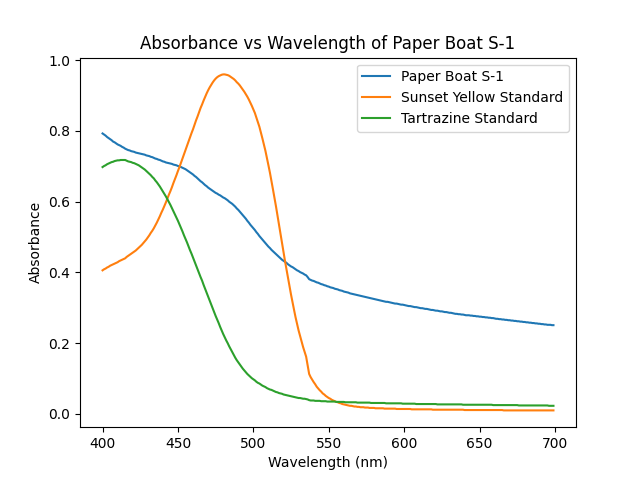 Absorbance vs Wavelength of Paper Boat S-1
Paper Boat S-1
Sunset Yellow Standard
Tartrazine Standard
1.0
0.8
0.6
0.4
0.2
0.0
Absorbance
400 450 500 550 600 650 700
Wavelength (nm)